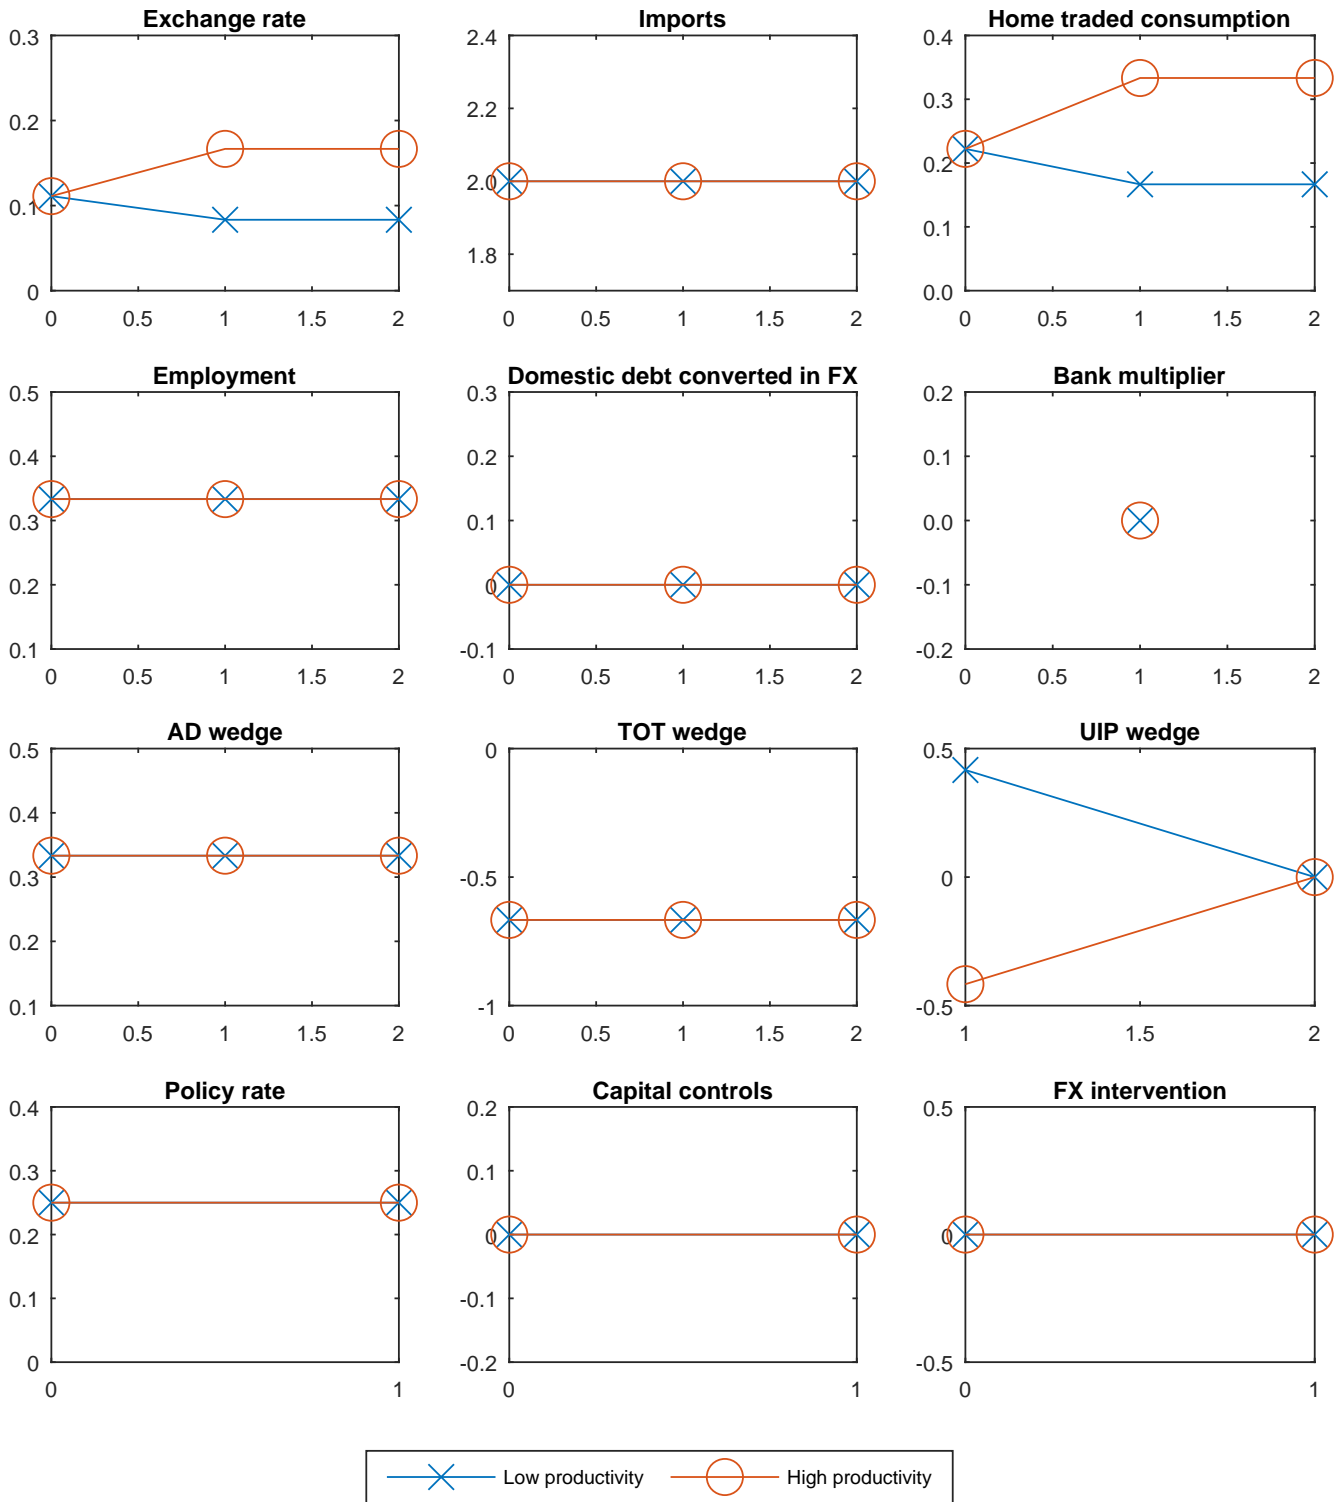 Exchange rate
0.3
0.2
0.1
0
0 0.5 1 1.5 2
Imports
2.4
2.2
2.0
1.8
0 0.5 1 1.5 2
Home traded consumption
0.4
0.3
0.2
0.1
0.0
0 0.5 1 1.5 2
Employment
0.5
0.4
0.3
0.2
0.1
0 0.5 1 1.5 2
Domestic debt converted in FX
0.3
0.2
0.1
0
-0.1
0 0.5 1 1.5 2
Bank multiplier
0.2
0.1
0.0
-0.1
-0.2
0 0.5 1 1.5 2
AD wedge
0.5
0.4
0.3
0.2
0.1
0 0.5 1 1.5 2
TOT wedge
0
-0.5
-1
0 0.5 1 1.5 2
UIP wedge
0.5
0
-0.5
1 1.5 2
Policy rate
0.4
0.3
0.2
0.1
0
0 1
Capital controls
0.2
0.1
0
-0.1
-0.2
0 1
FX intervention
0.5
0
-0.5
0 1
Low productivity High productivity